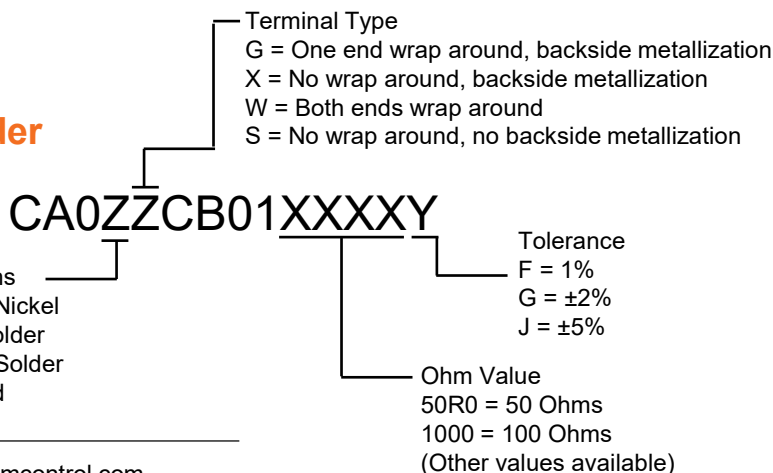 Terminal Type
G = One end wrap around, backside metallization
X = No wrap around, backside metallization
W = Both ends wrap around
S = No wrap around, no backside metallization
CA0ZZCB01XXXXY
Nickel
Solder
Tolerance
F = 1%
G = ±2%
J = ±5%
Ohm Value
50R0 = 50 Ohms
1000 = 100 Ohms
(Other values available)